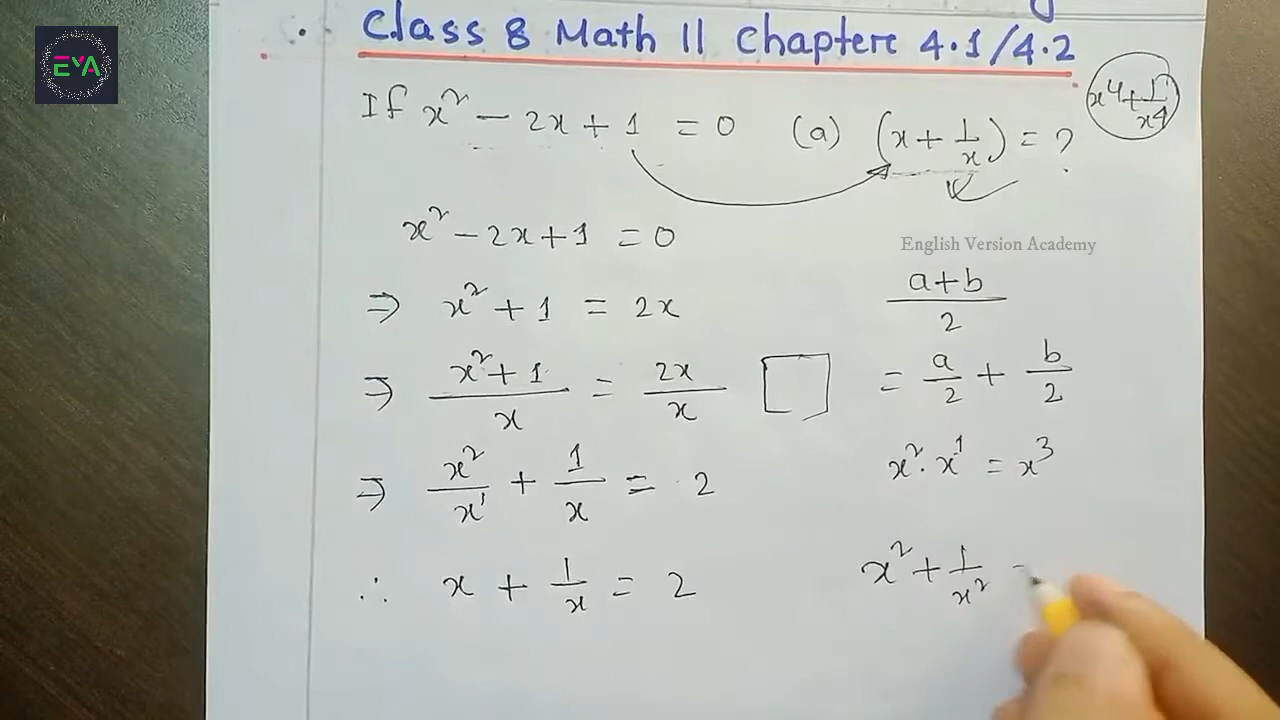 EYA
Class 8 Math 11 Chapter 4.1/4.2
If x² - 2x + 1 = 0 (a) (x + 1/x) = ?
x⁴ + 1/x⁴
x² - 2x + 1 = 0
English Version Academy
⇒ x² + 1 = 2x
(a+b)/2
⇒ (x² + 1)/x = 2x/x
= a/2 + b/2
⇒ x²/x¹ + 1/x = 2
x² · x¹ = x³
∴ x + 1/x = 2
x² + 1/x² =